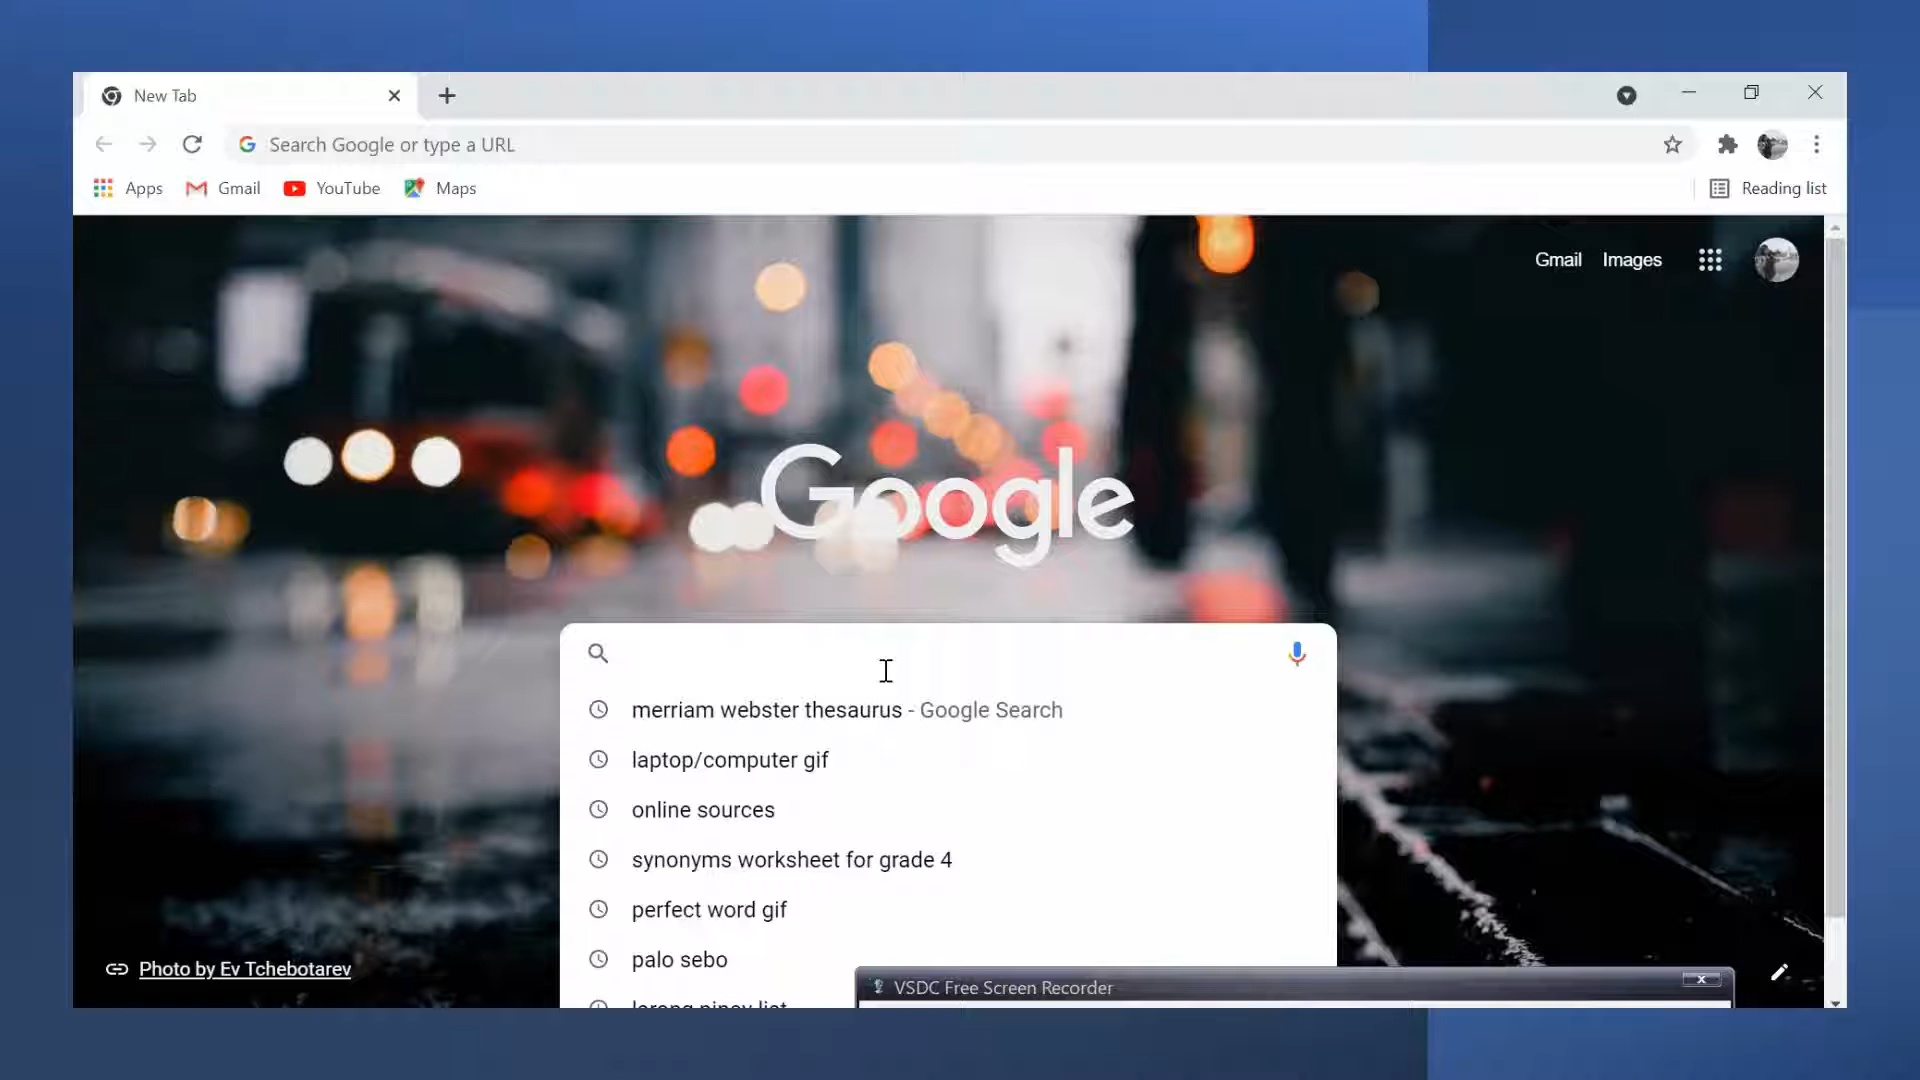 New Tab
Search Google or type a URL
Apps Gmail YouTube Maps Reading list
Gmail Images
Google
merriam webster thesaurus - Google Search
laptop/computer gif
online sources
synonyms worksheet for grade 4
perfect word gif
palo sebo
Photo by Ev Tchebotarev
VSDC Free Screen Recorder